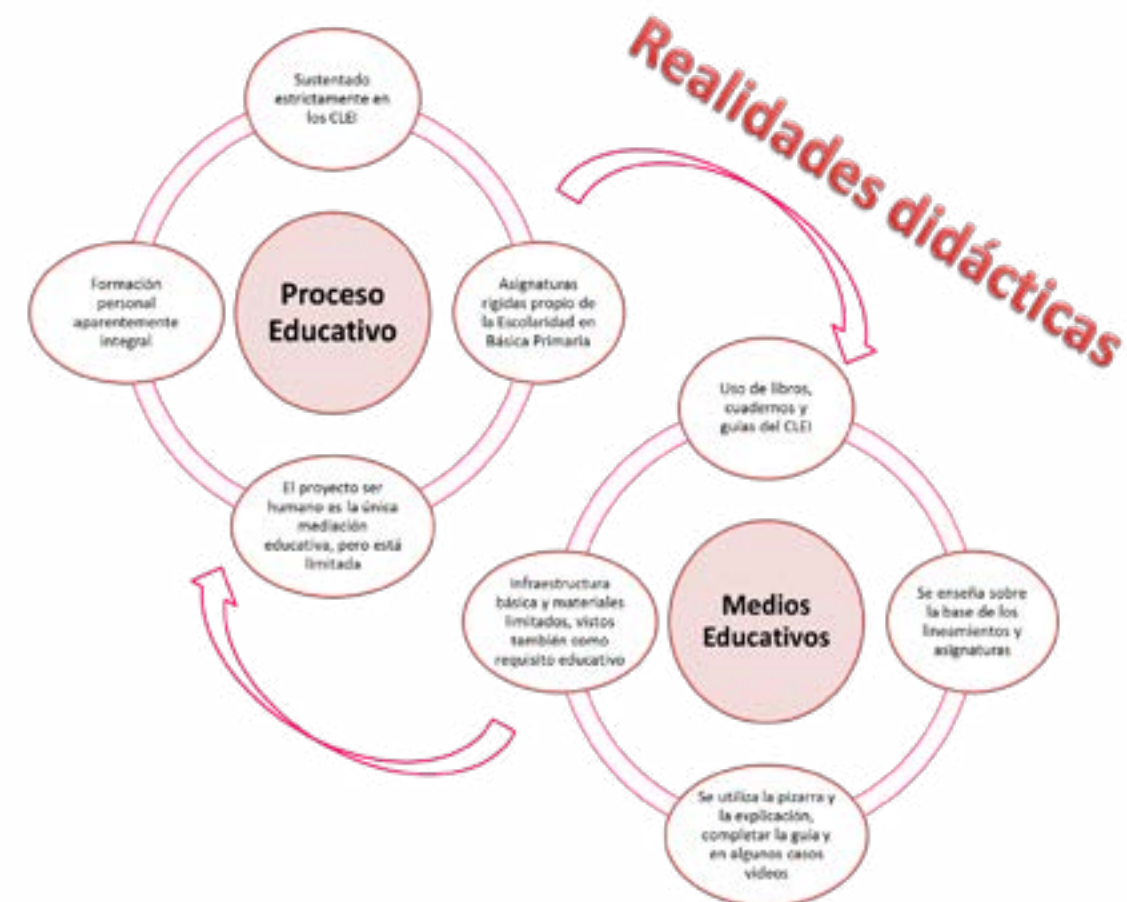 Realidades didácticas
Sustentado
estrictamente en
los CLEI
Formación
personal
aparentemente
integral
Proceso
Educativo
Asignaturas
rígidas propio de
la Escolaridad en
Básica Primaria
El proyecto ser
humano es la única
mediación
educativa, pero está
limitada
Uso de libros,
cuadernos y
guías del CLEI
Infraestructura
básica y materiales
limitados, vistos
también como
requisito educativo
Medios
Educativos
Se enseña sobre
la base de los
lineamientos y
asignaturas
Se utiliza la pizarra y
la explicación,
completar la guía y
en algunos casos
videos